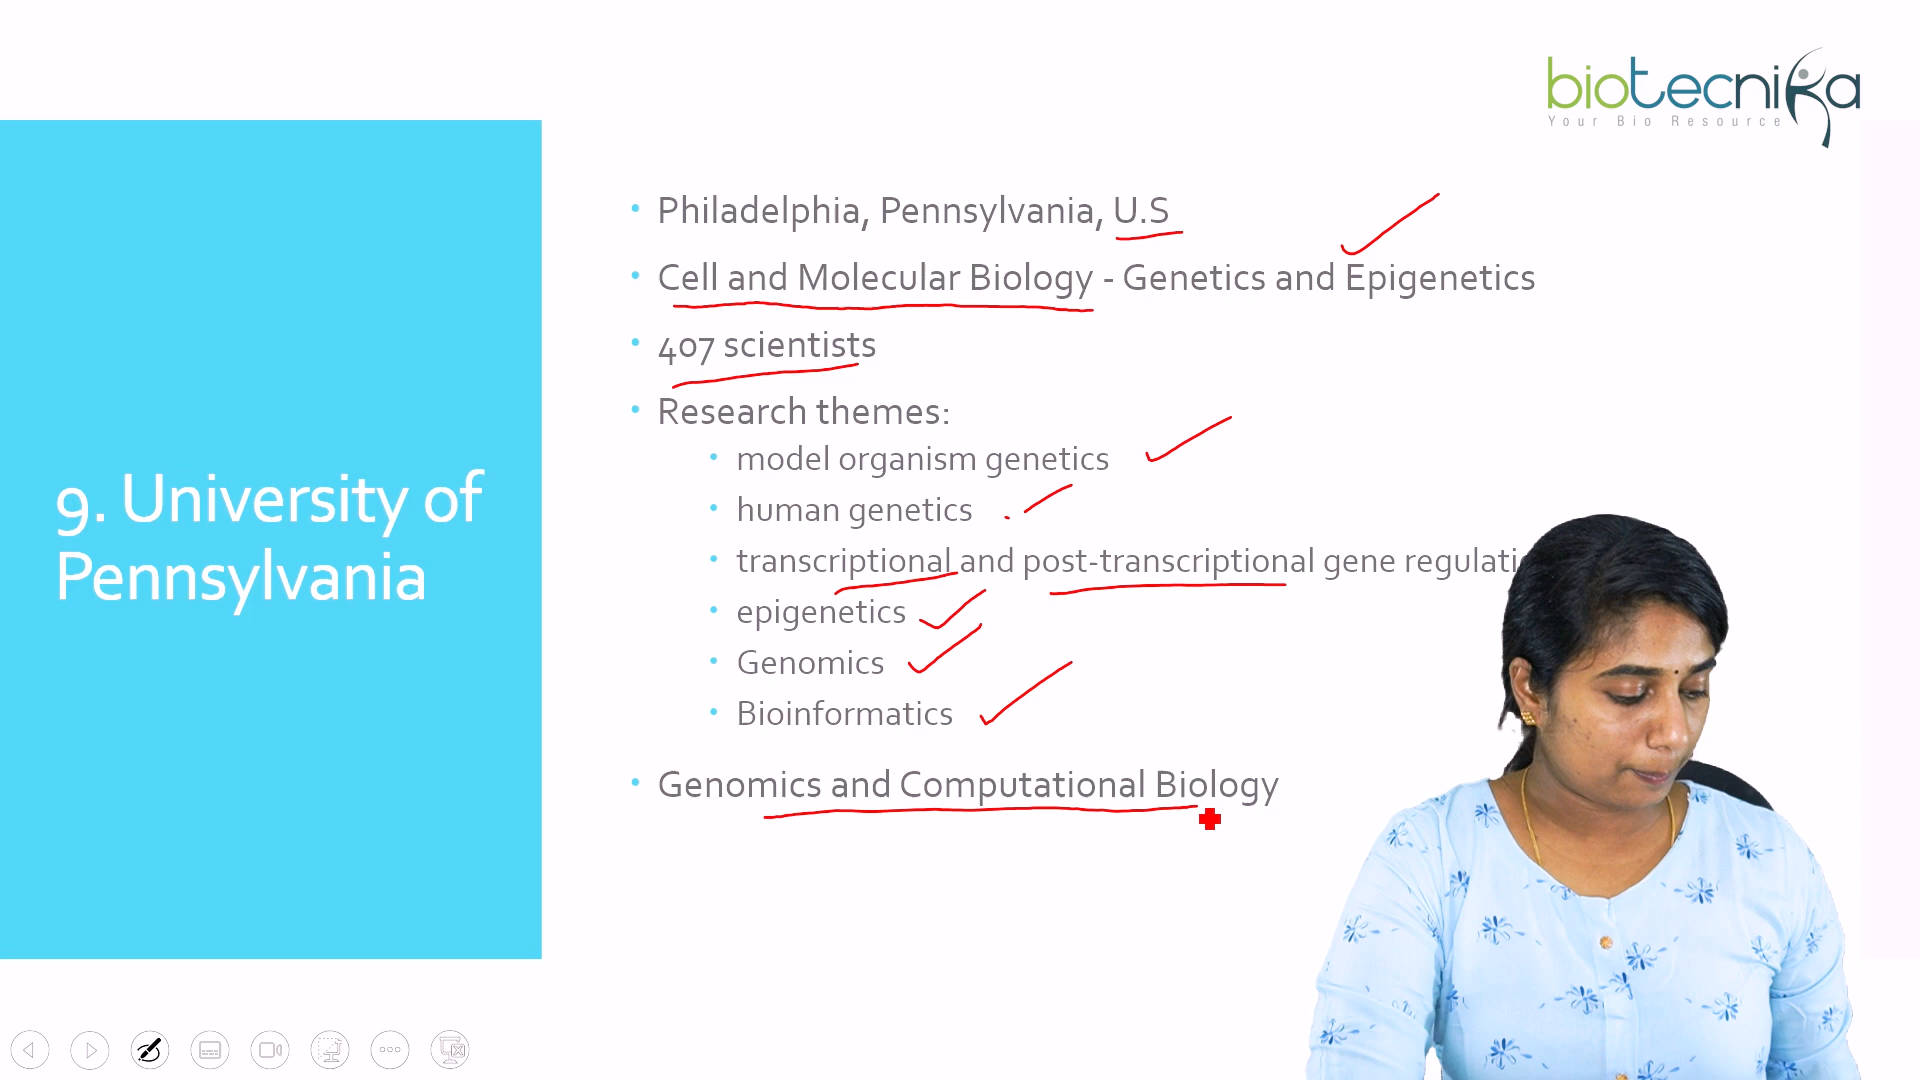 biotecnika
Your Bio Resource
9. University of
Pennsylvania
Philadelphia, Pennsylvania, U.S
Cell and Molecular Biology - Genetics and Epigenetics
407 scientists
Research themes:
model organism genetics
human genetics
transcriptional and post-transcriptional gene
epigenetics
Genomics
Bioinformatics
Genomics and Computational Biology